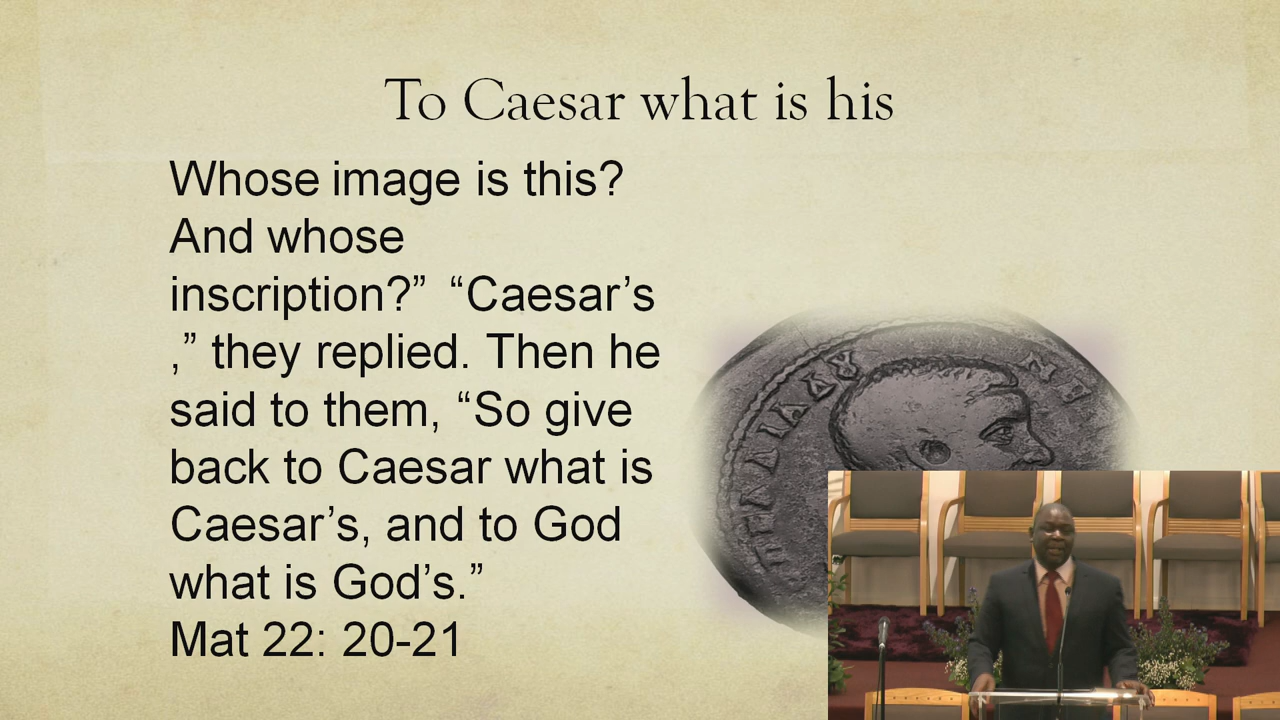 To Caesar what is his
Whose image is this?
And whose
inscription?” “Caesar’s
,” they replied. Then he
said to them, “So give
back to Caesar what is
Caesar’s, and to God
what is God’s.”
Mat 22: 20-21